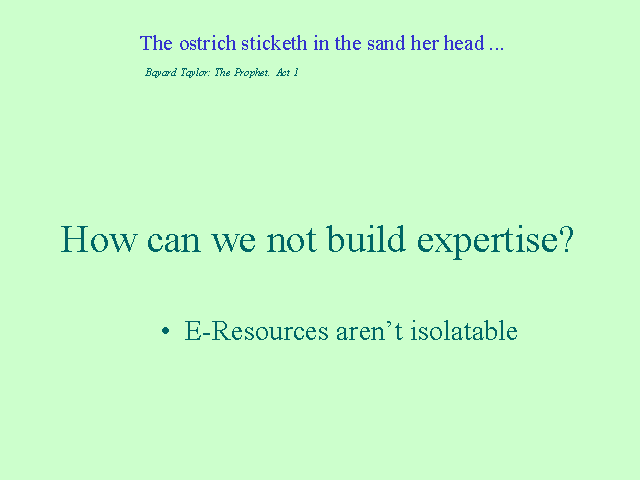 The ostrich sticketh in the sand her head ...
Bayard Taylor: The Prophet. Act 1
How can we not build expertise?
• E-Resources aren’t isolatable